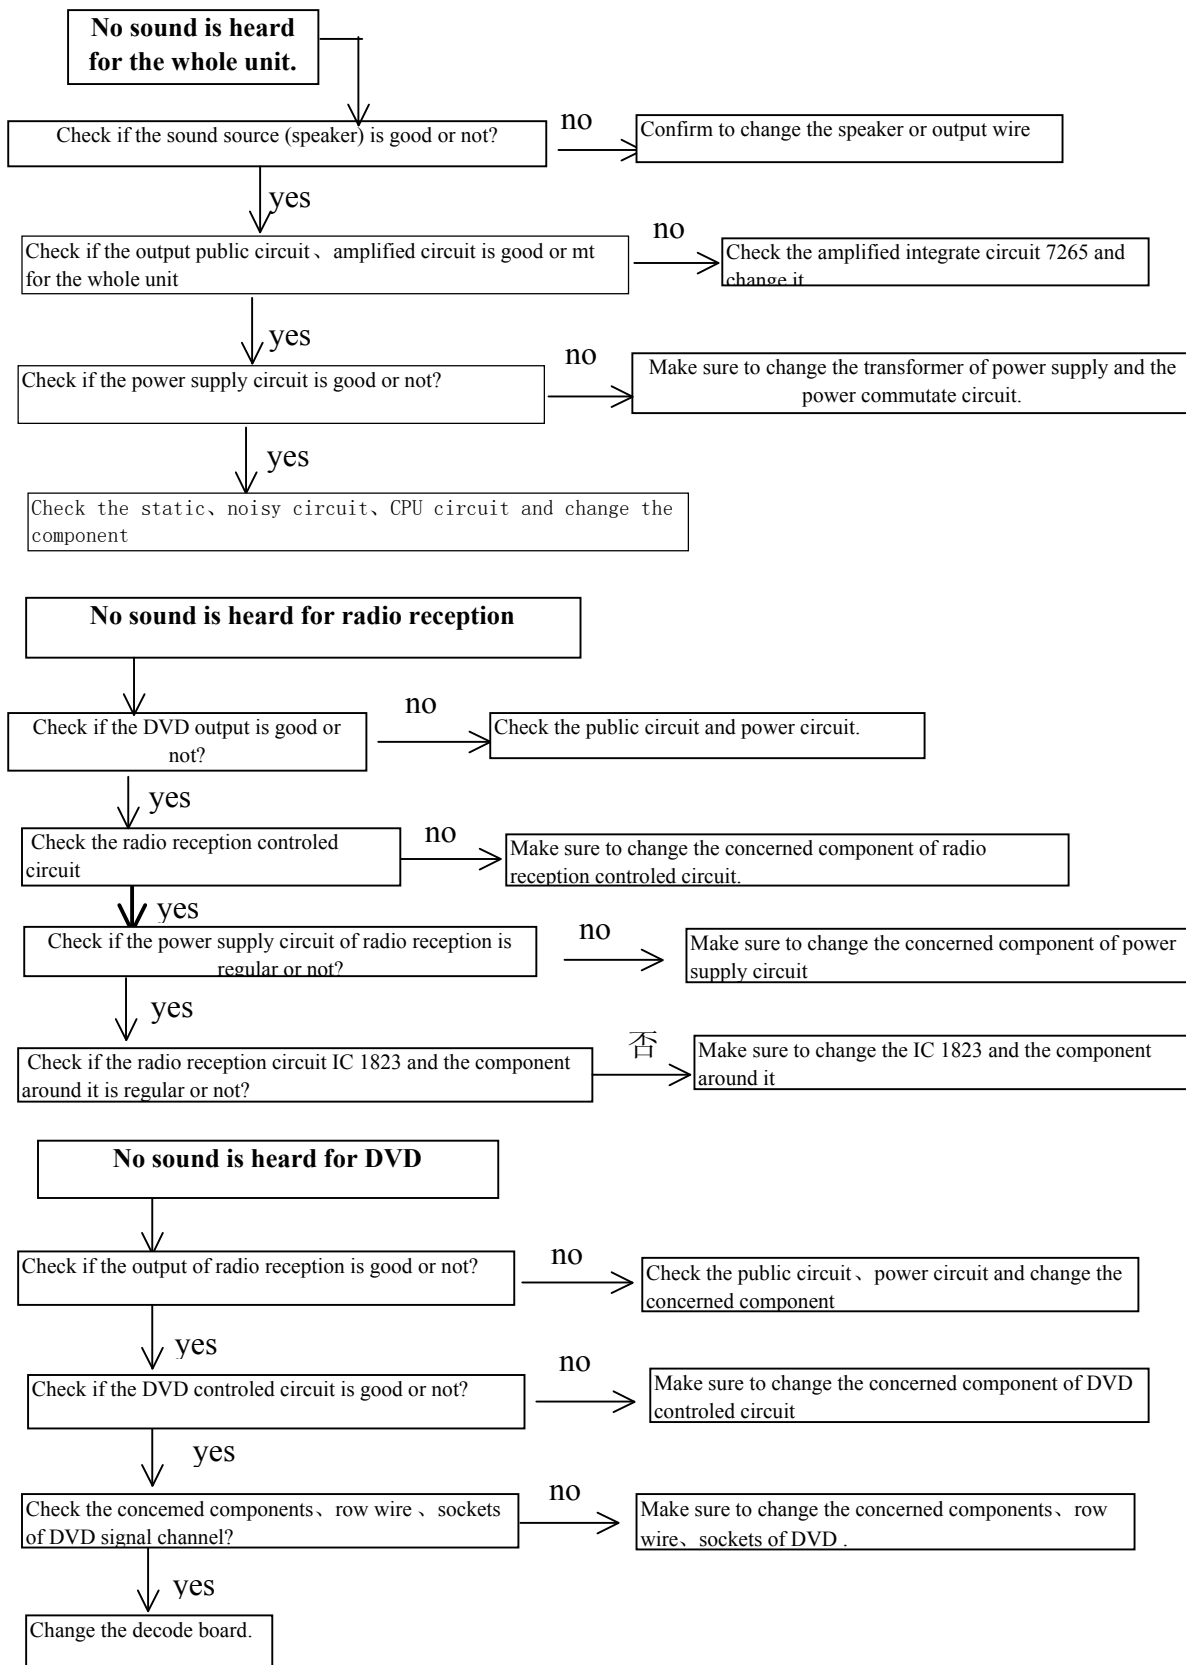 No sound is heard
for the whole unit.
Check if the sound source (speaker) is good or not?
no
Confirm to change the speaker or output wire
yes
Check if the output public circuit、amplified circuit is good or mt
for the whole unit
no
Check the amplified integrate circuit 7265 and
change it
yes
Check if the power supply circuit is good or not?
no
Make sure to change the transformer of power supply and the
power commutate circuit.
yes
Check the static、noisy circuit、CPU circuit and change the
component
No sound is heard for radio reception
Check if the DVD output is good or
not?
no
Check the public circuit and power circuit.
yes
Check the radio reception controled
circuit
no
Make sure to change the concerned component of radio
reception controled circuit.
yes
Check if the power supply circuit of radio reception is
regular or not?
no
Make sure to change the concerned component of power
supply circuit
yes
Check if the radio reception circuit IC 1823 and the component
around it is regular or not?
否
Make sure to change the IC 1823 and the component
around it
No sound is heard for DVD
Check if the output of radio reception is good or not?
no
Check the public circuit、power circuit and change the
concerned component
yes
Check if the DVD controled circuit is good or not?
no
Make sure to change the concerned component of DVD
controled circuit
yes
Check the concemed components、row wire 、sockets
of DVD signal channel?
no
Make sure to change the concerned components、row
wire、sockets of DVD .
yes
Change the decode board.